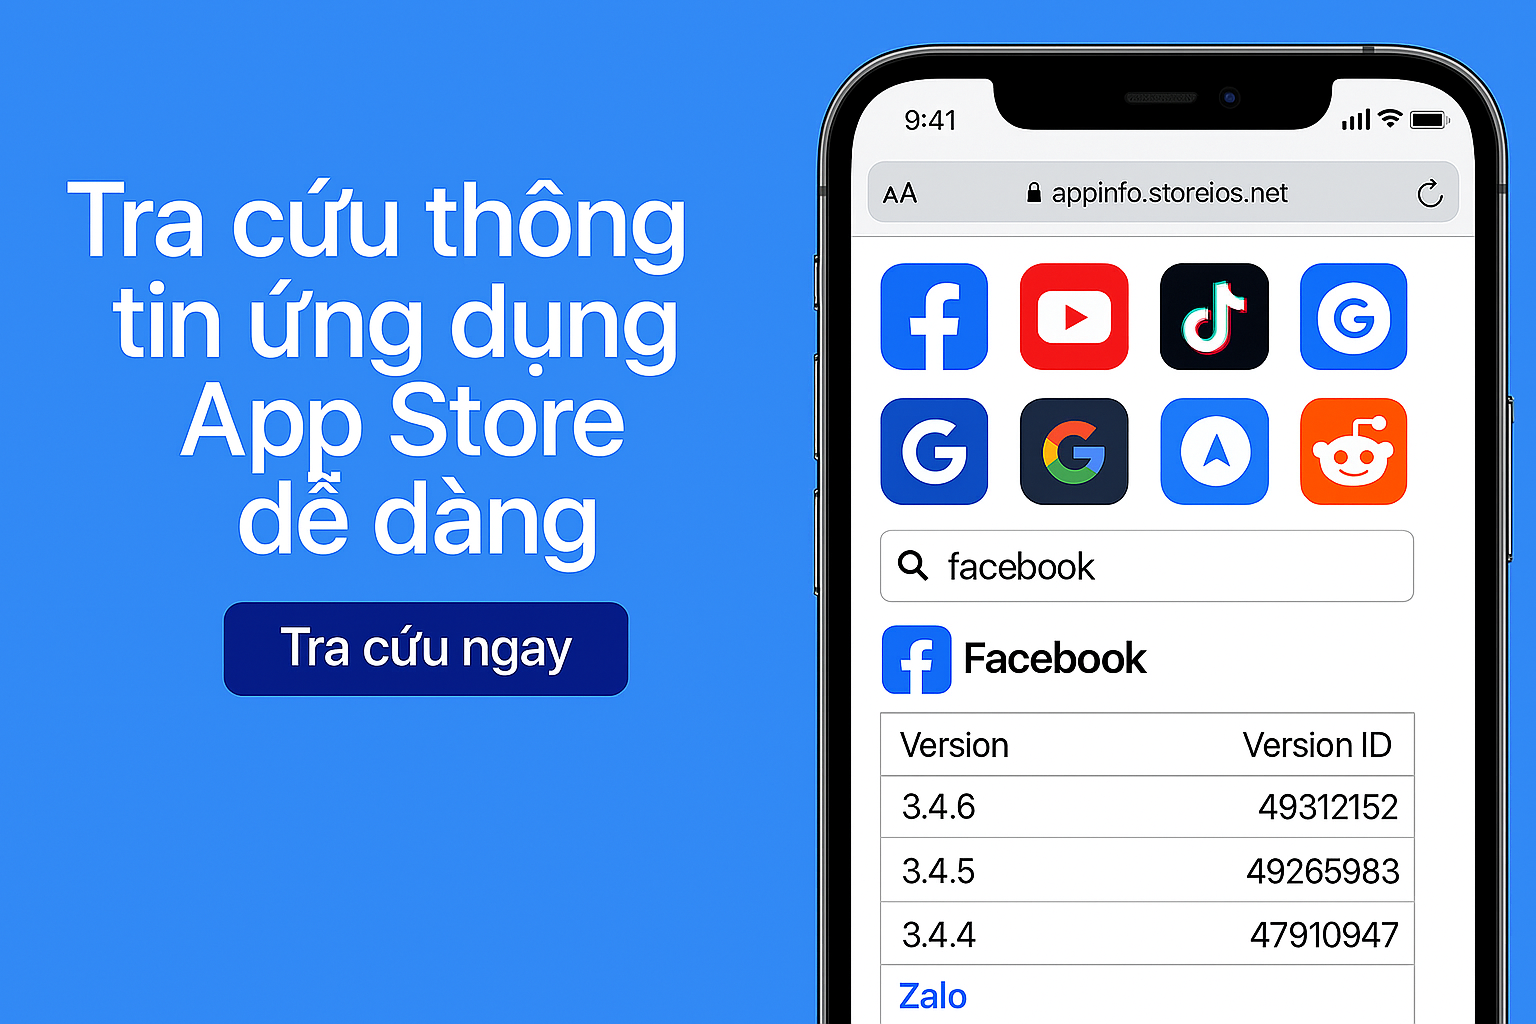 Tra cứu thông
tin ứng dụng
App Store
dễ dàng
Tra cứu ngay
9:41
AA appinfo.storeios.net
facebook
Facebook
Version Version ID
3.4.6 49312152
3.4.5 49265983
3.4.4 47910947
Zalo